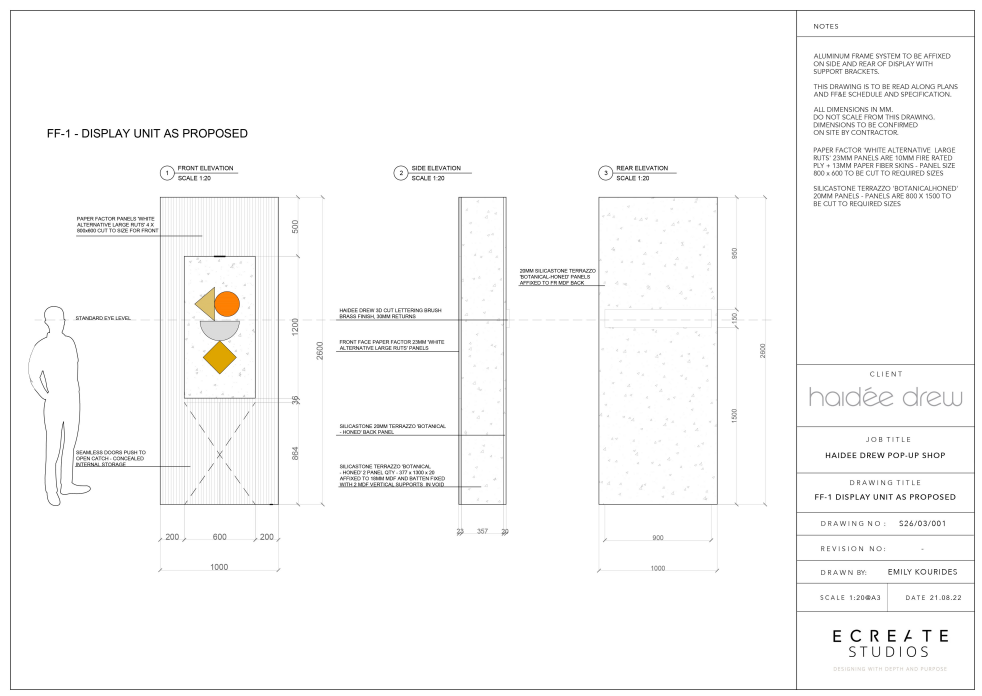 FF-1 - DISPLAY UNIT AS PROPOSED
1
FRONT ELEVATION
SCALE 1:20
2
SIDE ELEVATION
SCALE 1:20
3
REAR ELEVATION
SCALE 1:20
PAPER FACTOR PANELS 'WHITE
ALTERNATIVE LARGE RUTS' 4 X
800x600 CUT TO SIZE FOR FRONT
STANDARD EYE LEVEL
SEAMLESS DOORS PUSH TO
OPEN CATCH - CONCEALED
INTERNAL STORAGE
500
1200
36
864
2600
200
600
200
1000
HAIDEE DREW 3D CUT LETTERING BRUSH
BRASS FINISH, 30MM RETURNS
FRONT FACE PAPER FACTOR 23MM 'WHITE
ALTERNATIVE LARGE RUTS' PANELS
SILICASTONE 20MM TERRAZZO 'BOTANICAL
- HONED' BACK PANEL
SILICASTONE TERRAZZO 'BOTANICAL
- HONED' 2 PANEL QTY - 377 x 1300 x 20
AFFIXED TO 18MM MDF AND BATTEN FIXED
WITH 2 MDF VERTICAL SUPPORTS IN VOID
23
357
20
20MM SILICASTONE TERRAZZO
'BOTANICAL-HONED' PANELS
AFFIXED TO FR MDF BACK
950
150
1500
2600
900
1000
NOTES
ALUMINUM FRAME SYSTEM TO BE AFFIXED
ON SIDE AND REAR OF DISPLAY WITH
SUPPORT BRACKETS.
THIS DRAWING IS TO BE READ ALONG PLANS
AND FF&E SCHEDULE AND SPECIFICATION.
ALL DIMENSIONS IN MM.
DO NOT SCALE FROM THIS DRAWING.
DIMENSIONS TO BE CONFIRMED
ON SITE BY CONTRACTOR.
PAPER FACTOR 'WHITE ALTERNATIVE LARGE
RUTS' 23MM PANELS ARE 10MM FIRE RATED
PLY + 13MM PAPER FIBER SKINS - PANEL SIZE
800 x 600 TO BE CUT TO REQUIRED SIZES
SILICASTONE TERRAZZO 'BOTANICALHONED'
20MM PANELS - PANELS ARE 800 X 1500 TO
BE CUT TO REQUIRED SIZES
CLIENT
haidée drew
JOB TITLE
HAIDEE DREW POP-UP SHOP
DRAWING TITLE
FF-1 DISPLAY UNIT AS PROPOSED
DRAWING NO: S26/03/001
REVISION NO: -
DRAWN BY: EMILY KOURIDES
SCALE 1:20@A3
DATE 21.08.22
ECREATE
STUDIOS
DESIGNING WITH DEPTH AND PURPOSE